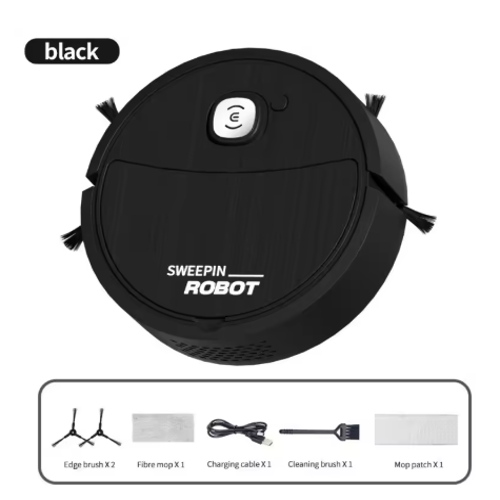 black
SWEEPIN
ROBOT
Edge brush X 2
Fibre mop X 1
Charging cable X 1
Cleaning brush X 1
Mop patch X 1